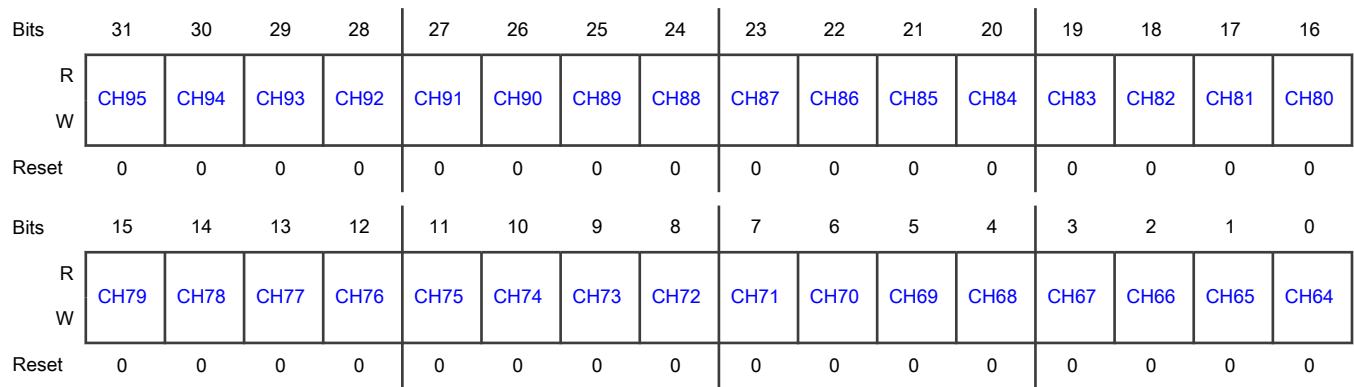 Bits 31 30 29 28 27 26 25 24 23 22 21 20 19 18 17 16
R
CH95 CH94 CH93 CH92 CH91 CH90 CH89 CH88 CH87 CH86 CH85 CH84 CH83 CH82 CH81 CH80
W
Reset 0 0 0 0 0 0 0 0 0 0 0 0 0 0 0 0
Bits 15 14 13 12 11 10 9 8 7 6 5 4 3 2 1 0
R
CH79 CH78 CH77 CH76 CH75 CH74 CH73 CH72 CH71 CH70 CH69 CH68 CH67 CH66 CH65 CH64
W
Reset 0 0 0 0 0 0 0 0 0 0 0 0 0 0 0 0